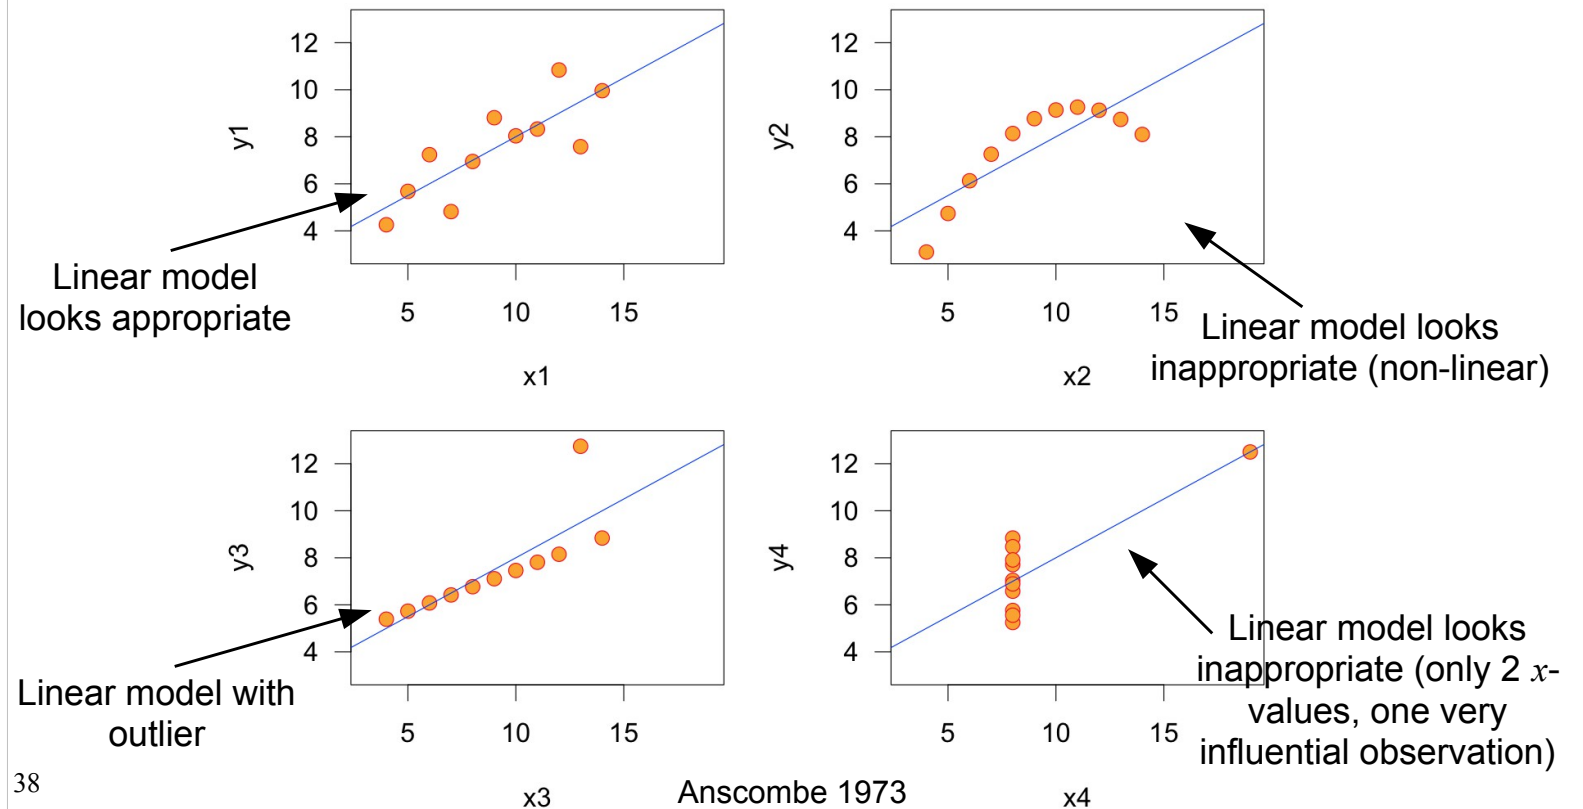 12
10
8
6
4
y1
5 10 15
x1
Linear model
looks appropriate
12
10
8
6
4
y2
5 10 15
x2
Linear model looks
inappropriate (non-linear)
12
10
8
6
4
y3
5 10 15
x3
Linear model with
outlier
12
10
8
6
4
y4
5 10 15
x4
Linear model looks
inappropriate (only 2 x-
values, one very
influential observation)
38
Anscombe 1973